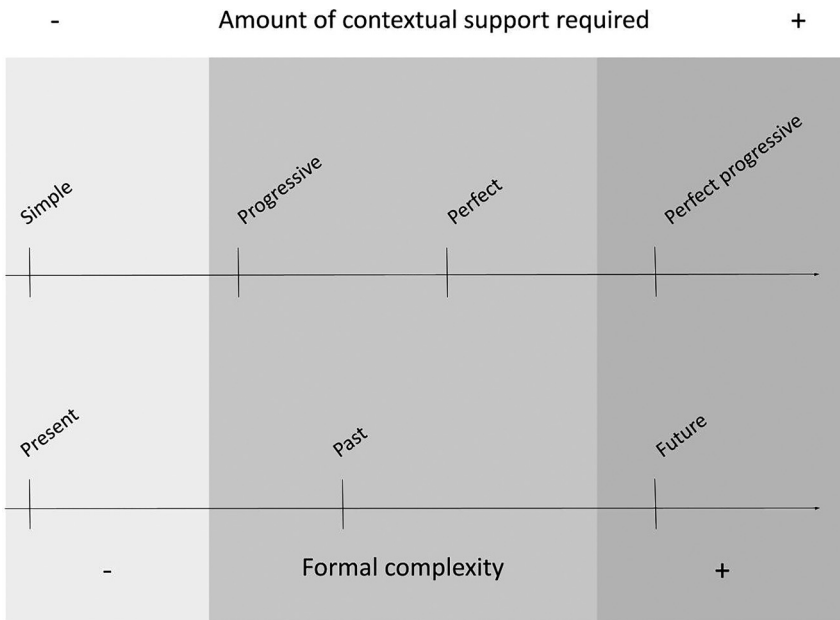 - Amount of contextual support required +
Simple
Progressive
Perfect
Perfect progressive
Present
Past
Future
- Formal complexity +